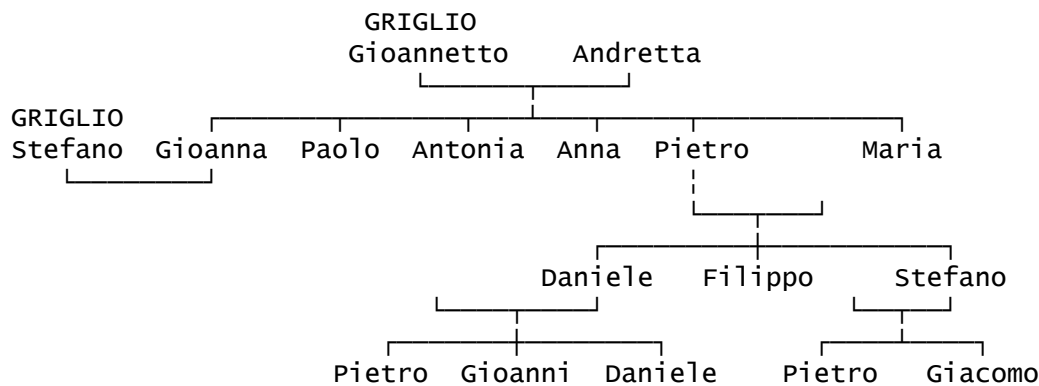 GRIGLIO
Gioannetto Andretta
GRIGLIO
Stefano Gioanna Paolo Antonia Anna Pietro Maria
Daniele Filippo Stefano
Pietro Gioanni Daniele Pietro Giacomo